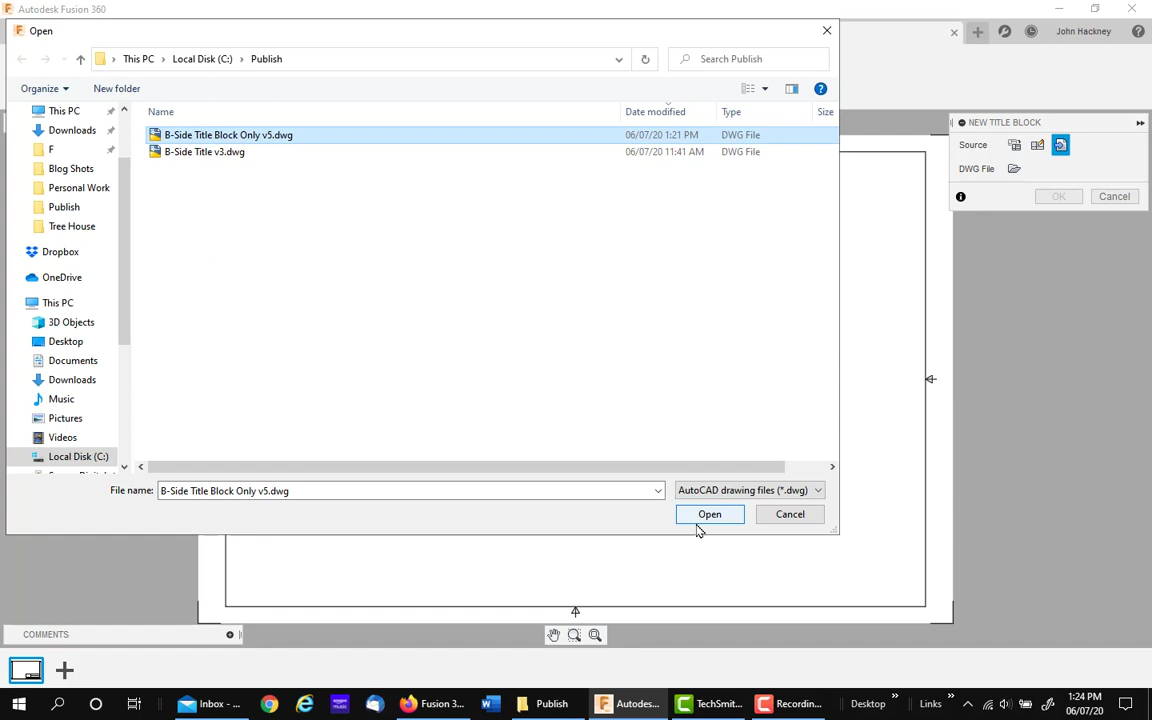 Autodesk Fusion 360
Open
This PC
Local Disk (C:)
Publish
Search Publish
John Hackney
Organize
New folder
Name
Date modified
Type
Size
B-Side Title Block Only v5.dwg
06/07/20 1:21 PM
DWG File
B-Side Title v3.dwg
06/07/20 11:41 AM
DWG File
This PC
Downloads
F
Blog Shots
Personal Work
Publish
Tree House
Dropbox
OneDrive
This PC
3D Objects
Desktop
Documents
Downloads
Music
Pictures
Videos
Local Disk (C:)
File name:
B-Side Title Block Only v5.dwg
AutoCAD drawing files (*.dwg)
Open
Cancel
NEW TITLE BLOCK
Source
DWG File
OK
Cancel
COMMENTS
Inbox - ...
Fusion 3...
Publish
Autodes...
TechSmit...
Recordin...
Desktop
Links
1:24 PM
06/07/20